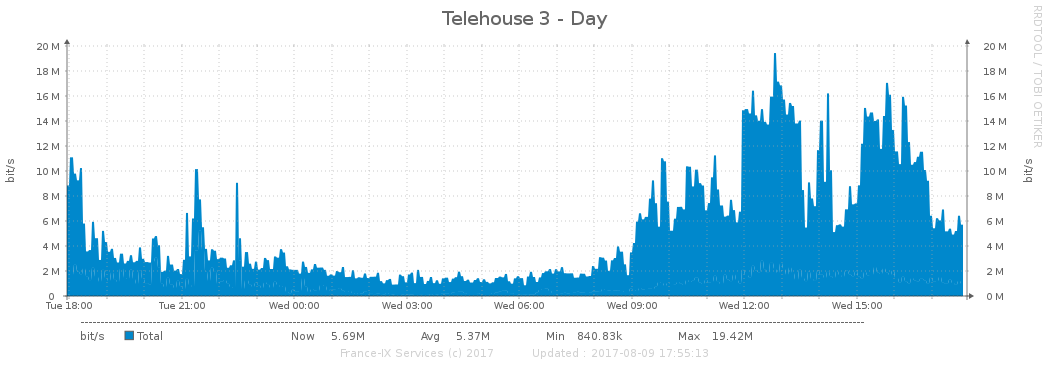 Telehouse 3 - Day
RRDTOOL / TOBI OETIKER
bit/s
20 M 20 M
18 M 18 M
16 M 16 M
14 M 14 M
12 M 12 M
10 M 10 M
8 M 8 M
6 M 6 M
4 M 4 M
2 M 2 M
0 0 M
bit/s
Tue 18:00 Tue 21:00 Wed 00:00 Wed 03:00 Wed 06:00 Wed 09:00 Wed 12:00 Wed 15:00
bit/s Total Now 5.69M Avg 5.37M Min 840.83k Max 19.42M
France-IX Services (c) 2017 Updated : 2017-08-09 17:55:13